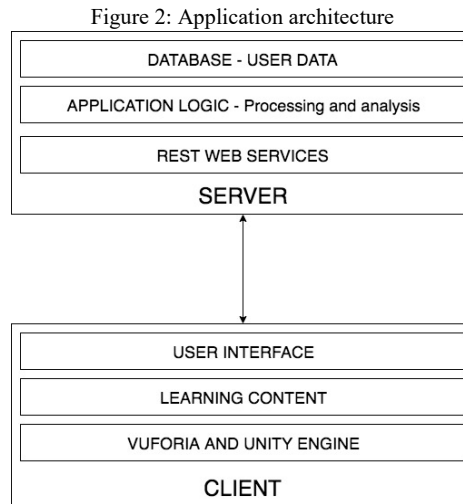 Figure 2: Application architecture
DATABASE - USER DATA
APPLICATION LOGIC - Processing and analysis
REST WEB SERVICES
SERVER
USER INTERFACE
LEARNING CONTENT
VUFORIA AND UNITY ENGINE
CLIENT